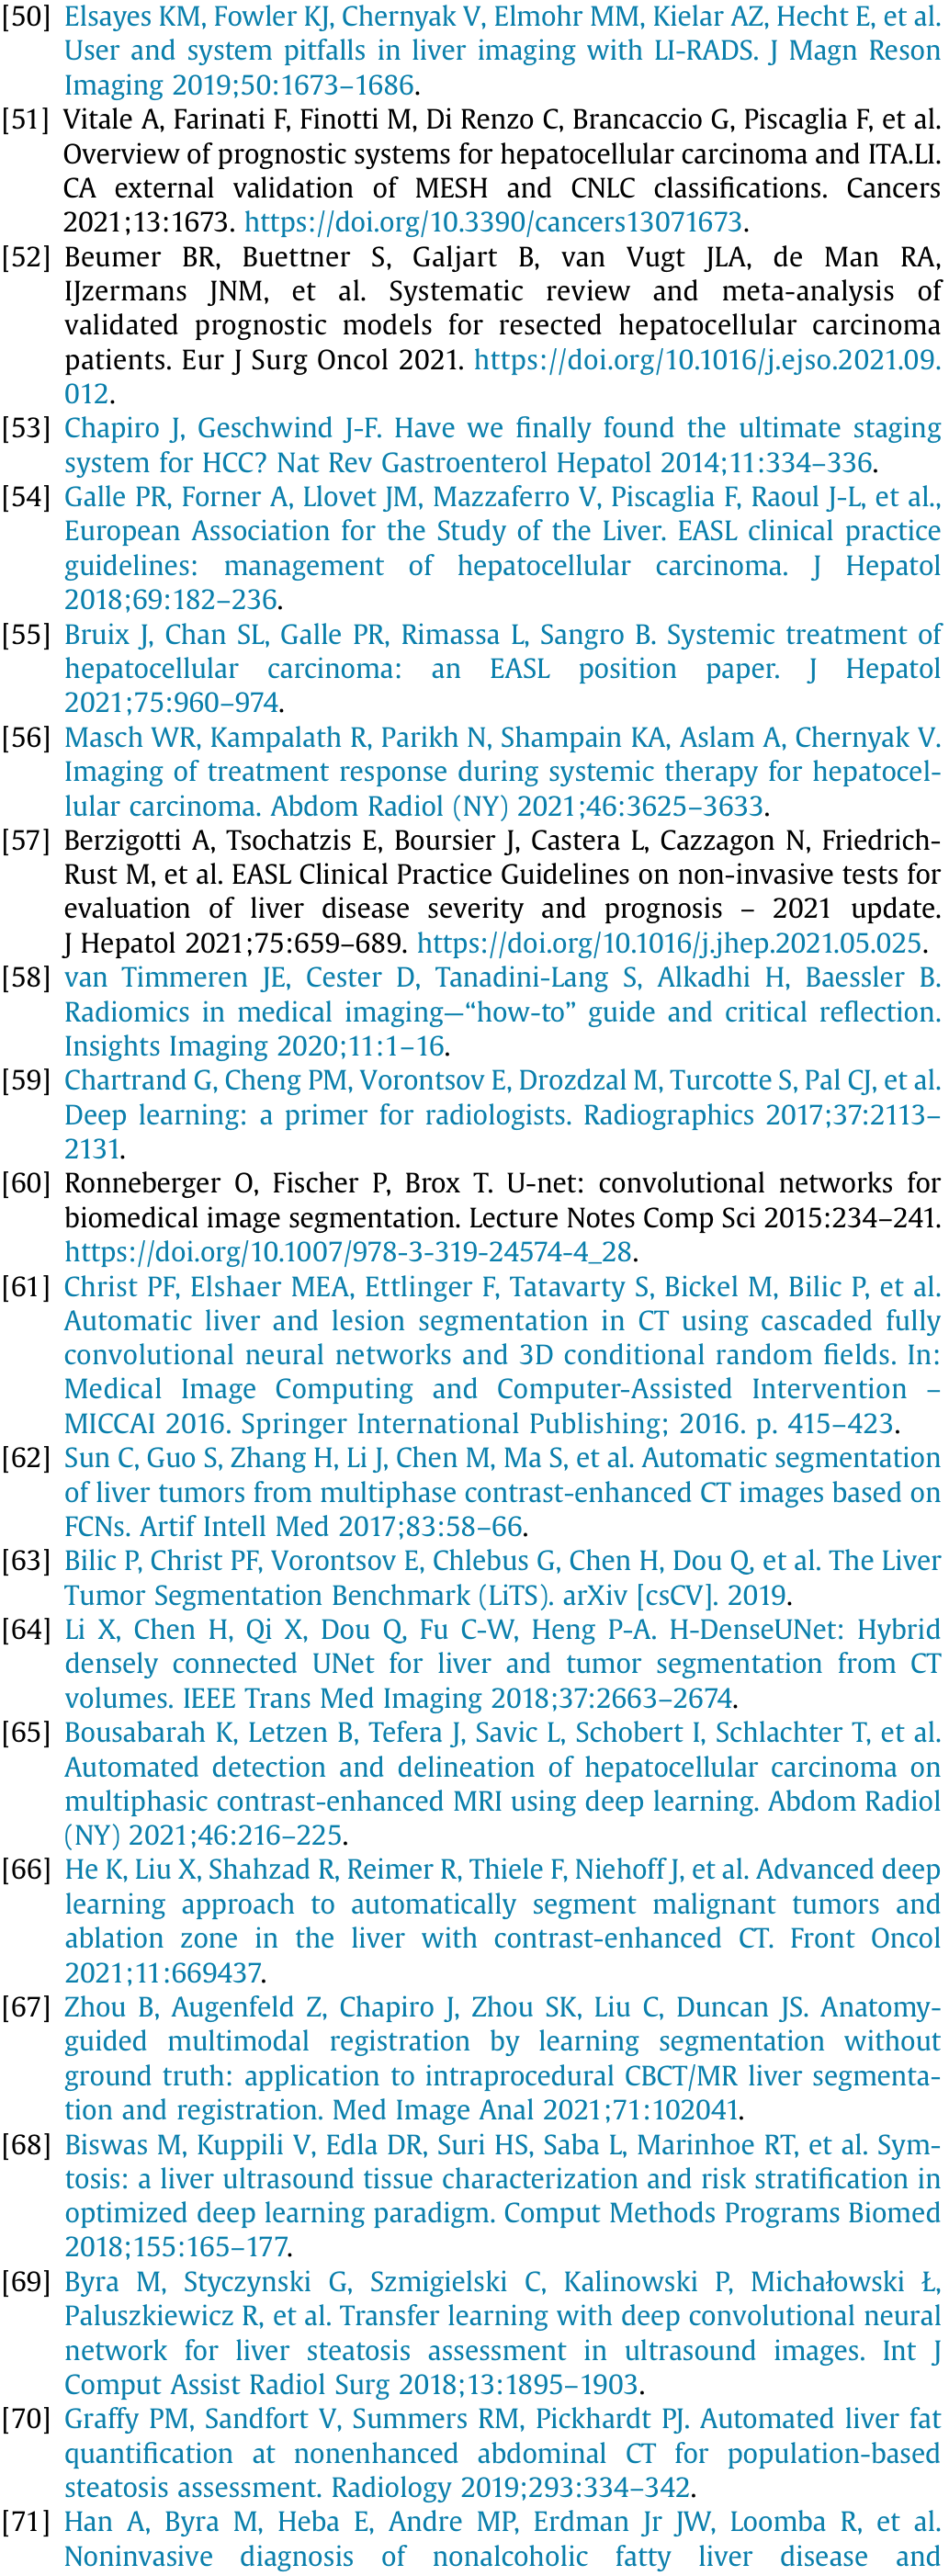 [50] Elsayes KM, Fowler KJ, Chernyak V, Elmohr MM, Kielar AZ, Hecht E, et al.
User and system pitfalls in liver imaging with LI-RADS. J Magn Reson
Imaging 2019;50:1673–1686.
[51] Vitale A, Farinati F, Finotti M, Di Renzo C, Brancaccio G, Piscaglia F, et al.
Overview of prognostic systems for hepatocellular carcinoma and ITA.LI.
CA external validation of MESH and CNLC classifications. Cancers
2021;13:1673. https://doi.org/10.3390/cancers13071673.
[52] Beumer BR, Buettner S, Galjart B, van Vugt JLA, de Man RA,
IJzermans JNM, et al. Systematic review and meta-analysis of
validated prognostic models for resected hepatocellular carcinoma
patients. Eur J Surg Oncol 2021. https://doi.org/10.1016/j.ejso.2021.09.
012.
[53] Chapiro J, Geschwind J-F. Have we finally found the ultimate staging
system for HCC? Nat Rev Gastroenterol Hepatol 2014;11:334–336.
[54] Galle PR, Forner A, Llovet JM, Mazzaferro V, Piscaglia F, Raoul J-L, et al.,
European Association for the Study of the Liver. EASL clinical practice
guidelines: management of hepatocellular carcinoma. J Hepatol
2018;69:182–236.
[55] Bruix J, Chan SL, Galle PR, Rimassa L, Sangro B. Systemic treatment of
hepatocellular carcinoma: an EASL position paper. J Hepatol
2021;75:960–974.
[56] Masch WR, Kampalath R, Parikh N, Shampain KA, Aslam A, Chernyak V.
Imaging of treatment response during systemic therapy for hepatocel-
lular carcinoma. Abdom Radiol (NY) 2021;46:3625–3633.
[57] Berzigotti A, Tsochatzis E, Boursier J, Castera L, Cazzagon N, Friedrich-
Rust M, et al. EASL Clinical Practice Guidelines on non-invasive tests for
evaluation of liver disease severity and prognosis – 2021 update.
J Hepatol 2021;75:659–689. https://doi.org/10.1016/j.jhep.2021.05.025.
[58] van Timmeren JE, Cester D, Tanadini-Lang S, Alkadhi H, Baessler B.
Radiomics in medical imaging—“how-to” guide and critical reflection.
Insights Imaging 2020;11:1–16.
[59] Chartrand G, Cheng PM, Vorontsov E, Drozdzal M, Turcotte S, Pal CJ, et al.
Deep learning: a primer for radiologists. Radiographics 2017;37:2113–
2131.
[60] Ronneberger O, Fischer P, Brox T. U-net: convolutional networks for
biomedical image segmentation. Lecture Notes Comp Sci 2015:234–241.
https://doi.org/10.1007/978-3-319-24574-4_28.
[61] Christ PF, Elshaer MEA, Ettlinger F, Tatavarty S, Bickel M, Bilic P, et al.
Automatic liver and lesion segmentation in CT using cascaded fully
convolutional neural networks and 3D conditional random fields. In:
Medical Image Computing and Computer-Assisted Intervention –
MICCAI 2016. Springer International Publishing; 2016. p. 415–423.
[62] Sun C, Guo S, Zhang H, Li J, Chen M, Ma S, et al. Automatic segmentation
of liver tumors from multiphase contrast-enhanced CT images based on
FCNs. Artif Intell Med 2017;83:58–66.
[63] Bilic P, Christ PF, Vorontsov E, Chlebus G, Chen H, Dou Q, et al. The Liver
Tumor Segmentation Benchmark (LiTS). arXiv [csCV]. 2019.
[64] Li X, Chen H, Qi X, Dou Q, Fu C-W, Heng P-A. H-DenseUNet: Hybrid
densely connected UNet for liver and tumor segmentation from CT
volumes. IEEE Trans Med Imaging 2018;37:2663–2674.
[65] Bousabarah K, Letzen B, Tefera J, Savic L, Schobert I, Schlachter T, et al.
Automated detection and delineation of hepatocellular carcinoma on
multiphasic contrast-enhanced MRI using deep learning. Abdom Radiol
(NY) 2021;46:216–225.
[66] He K, Liu X, Shahzad R, Reimer R, Thiele F, Niehoff J, et al. Advanced deep
learning approach to automatically segment malignant tumors and
ablation zone in the liver with contrast-enhanced CT. Front Oncol
2021;11:669437.
[67] Zhou B, Augenfeld Z, Chapiro J, Zhou SK, Liu C, Duncan JS. Anatomy-
guided multimodal registration by learning segmentation without
ground truth: application to intraprocedural CBCT/MR liver segmenta-
tion and registration. Med Image Anal 2021;71:102041.
[68] Biswas M, Kuppili V, Edla DR, Suri HS, Saba L, Marinhoe RT, et al. Sym-
tosis: a liver ultrasound tissue characterization and risk stratification in
optimized deep learning paradigm. Comput Methods Programs Biomed
2018;155:165–177.
[69] Byra M, Styczynski G, Szmigielski C, Kalinowski P, Michałowski Ł,
Paluszkiewicz R, et al. Transfer learning with deep convolutional neural
network for liver steatosis assessment in ultrasound images. Int J
Comput Assist Radiol Surg 2018;13:1895–1903.
[70] Graffy PM, Sandfort V, Summers RM, Pickhardt PJ. Automated liver fat
quantification at nonenhanced abdominal CT for population-based
steatosis assessment. Radiology 2019;293:334–342.
[71] Han A, Byra M, Heba E, Andre MP, Erdman Jr JW, Loomba R, et al.
Noninvasive diagnosis of nonalcoholic fatty liver disease and